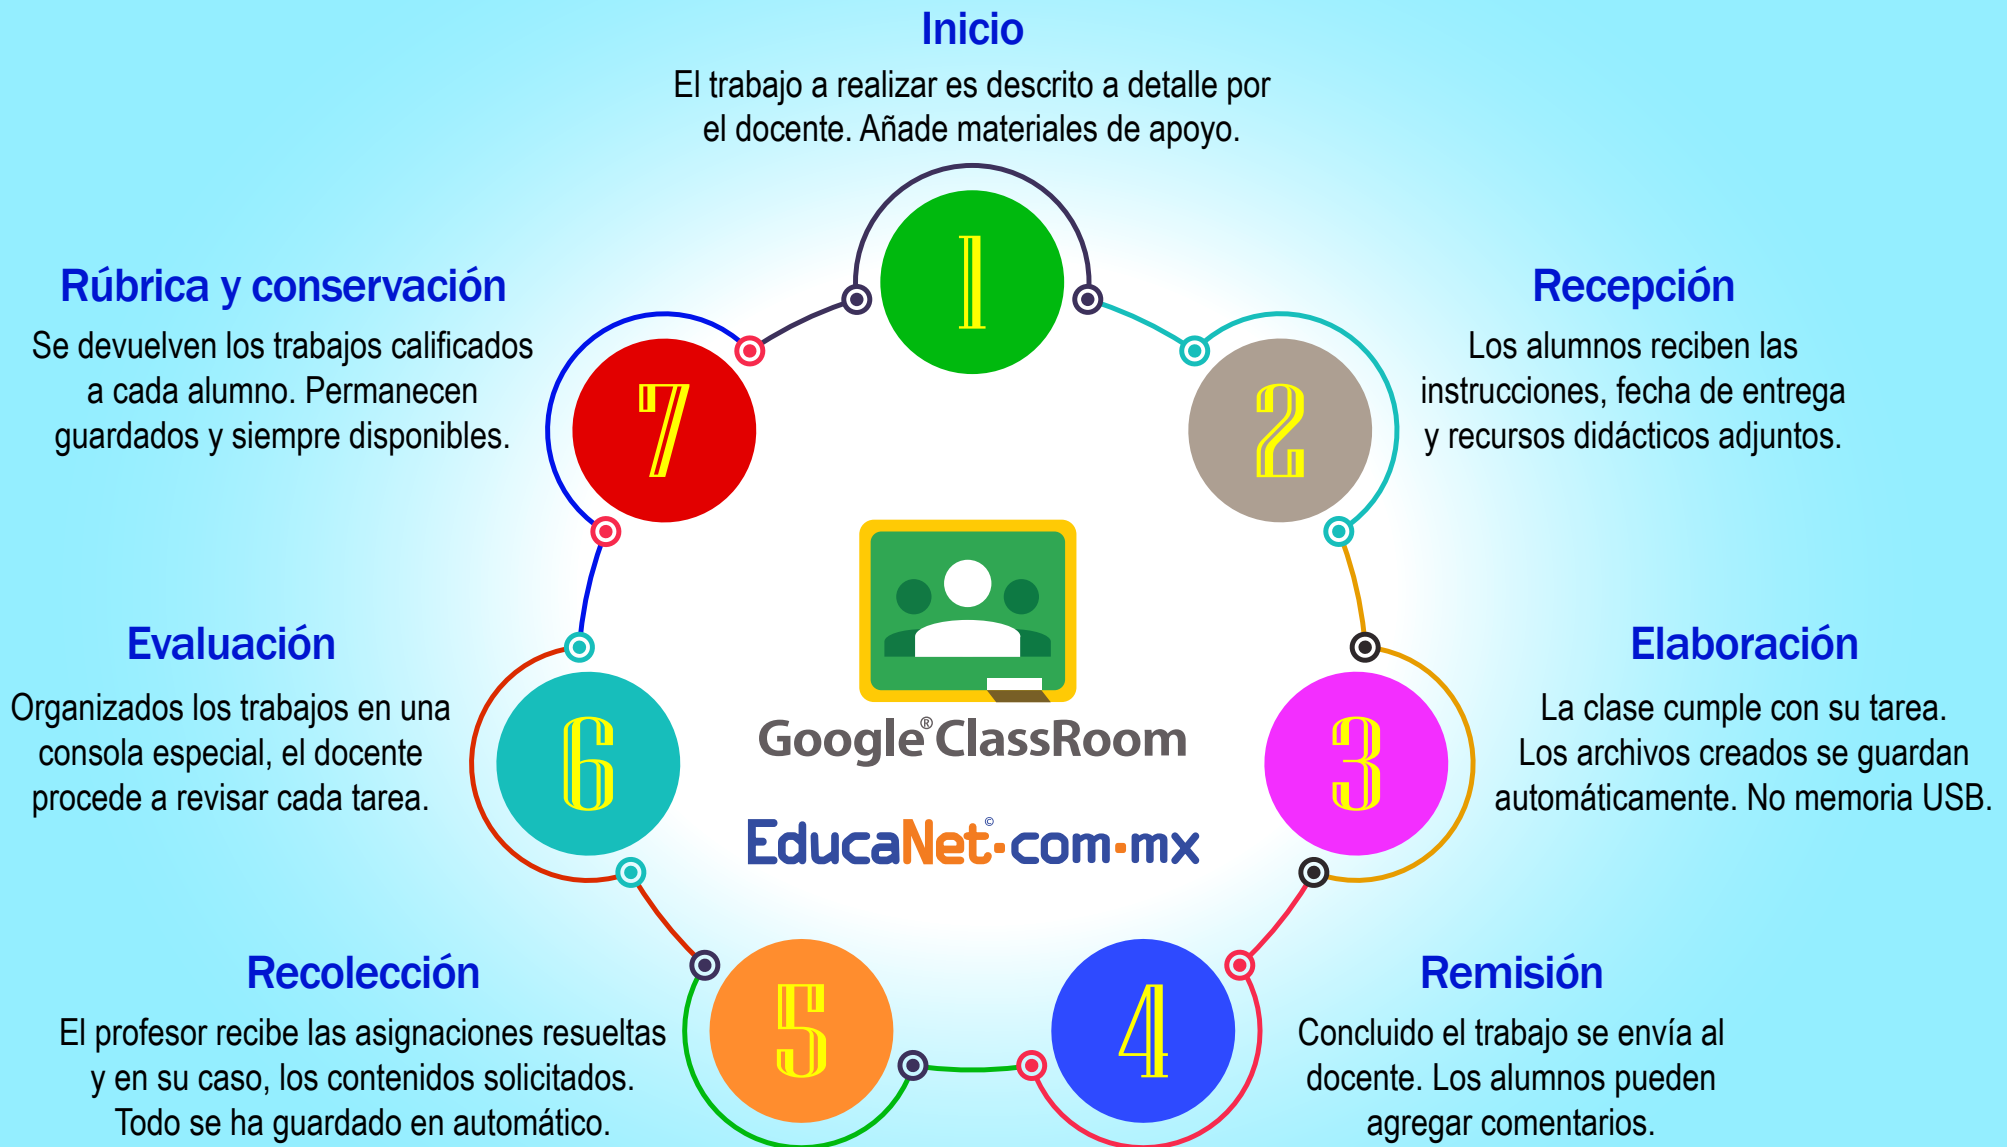 Inicio
El trabajo a realizar es descrito a detalle por
el docente. Añade materiales de apoyo.
1
Recepción
Los alumnos reciben las
instrucciones, fecha de entrega
y recursos didácticos adjuntos.
2
Elaboración
La clase cumple con su tarea.
Los archivos creados se guardan
automáticamente. No memoria USB.
3
Remisión
Concluido el trabajo se envía al
docente. Los alumnos pueden
agregar comentarios.
4
Recolección
El profesor recibe las asignaciones resueltas
y en su caso, los contenidos solicitados.
Todo se ha guardado en automático.
5
Evaluación
Organizados los trabajos en una
consola especial, el docente
procede a revisar cada tarea.
6
Rúbrica y conservación
Se devuelven los trabajos calificados
a cada alumno. Permanecen
guardados y siempre disponibles.
7
Google® ClassRoom
EducaNet©·com·mx